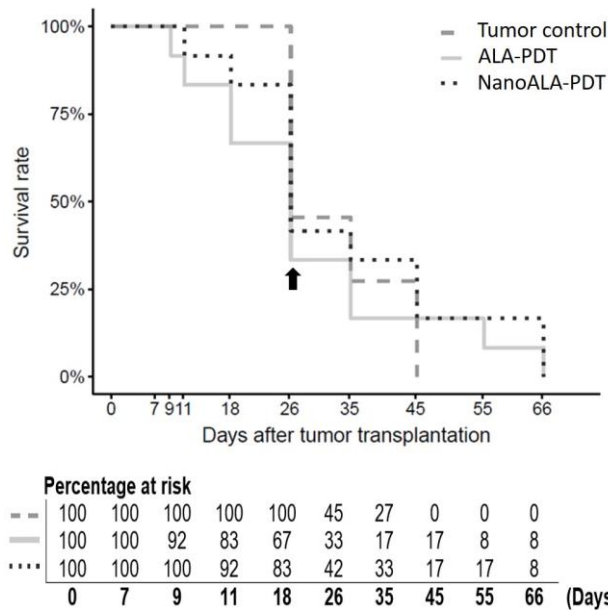 100%
75%
50%
25%
0%
Survival rate
Tumor control
ALA-PDT
NanoALA-PDT
0 7 9 11 18 26 35 45 55 66
Days after tumor transplantation
Percentage at risk
100 100 100 100 100 45 27 0 0 0
100 100 92 83 67 33 17 17 8 8
100 100 100 92 83 42 33 17 17 8
0 7 9 11 18 26 35 45 55 66 (Days